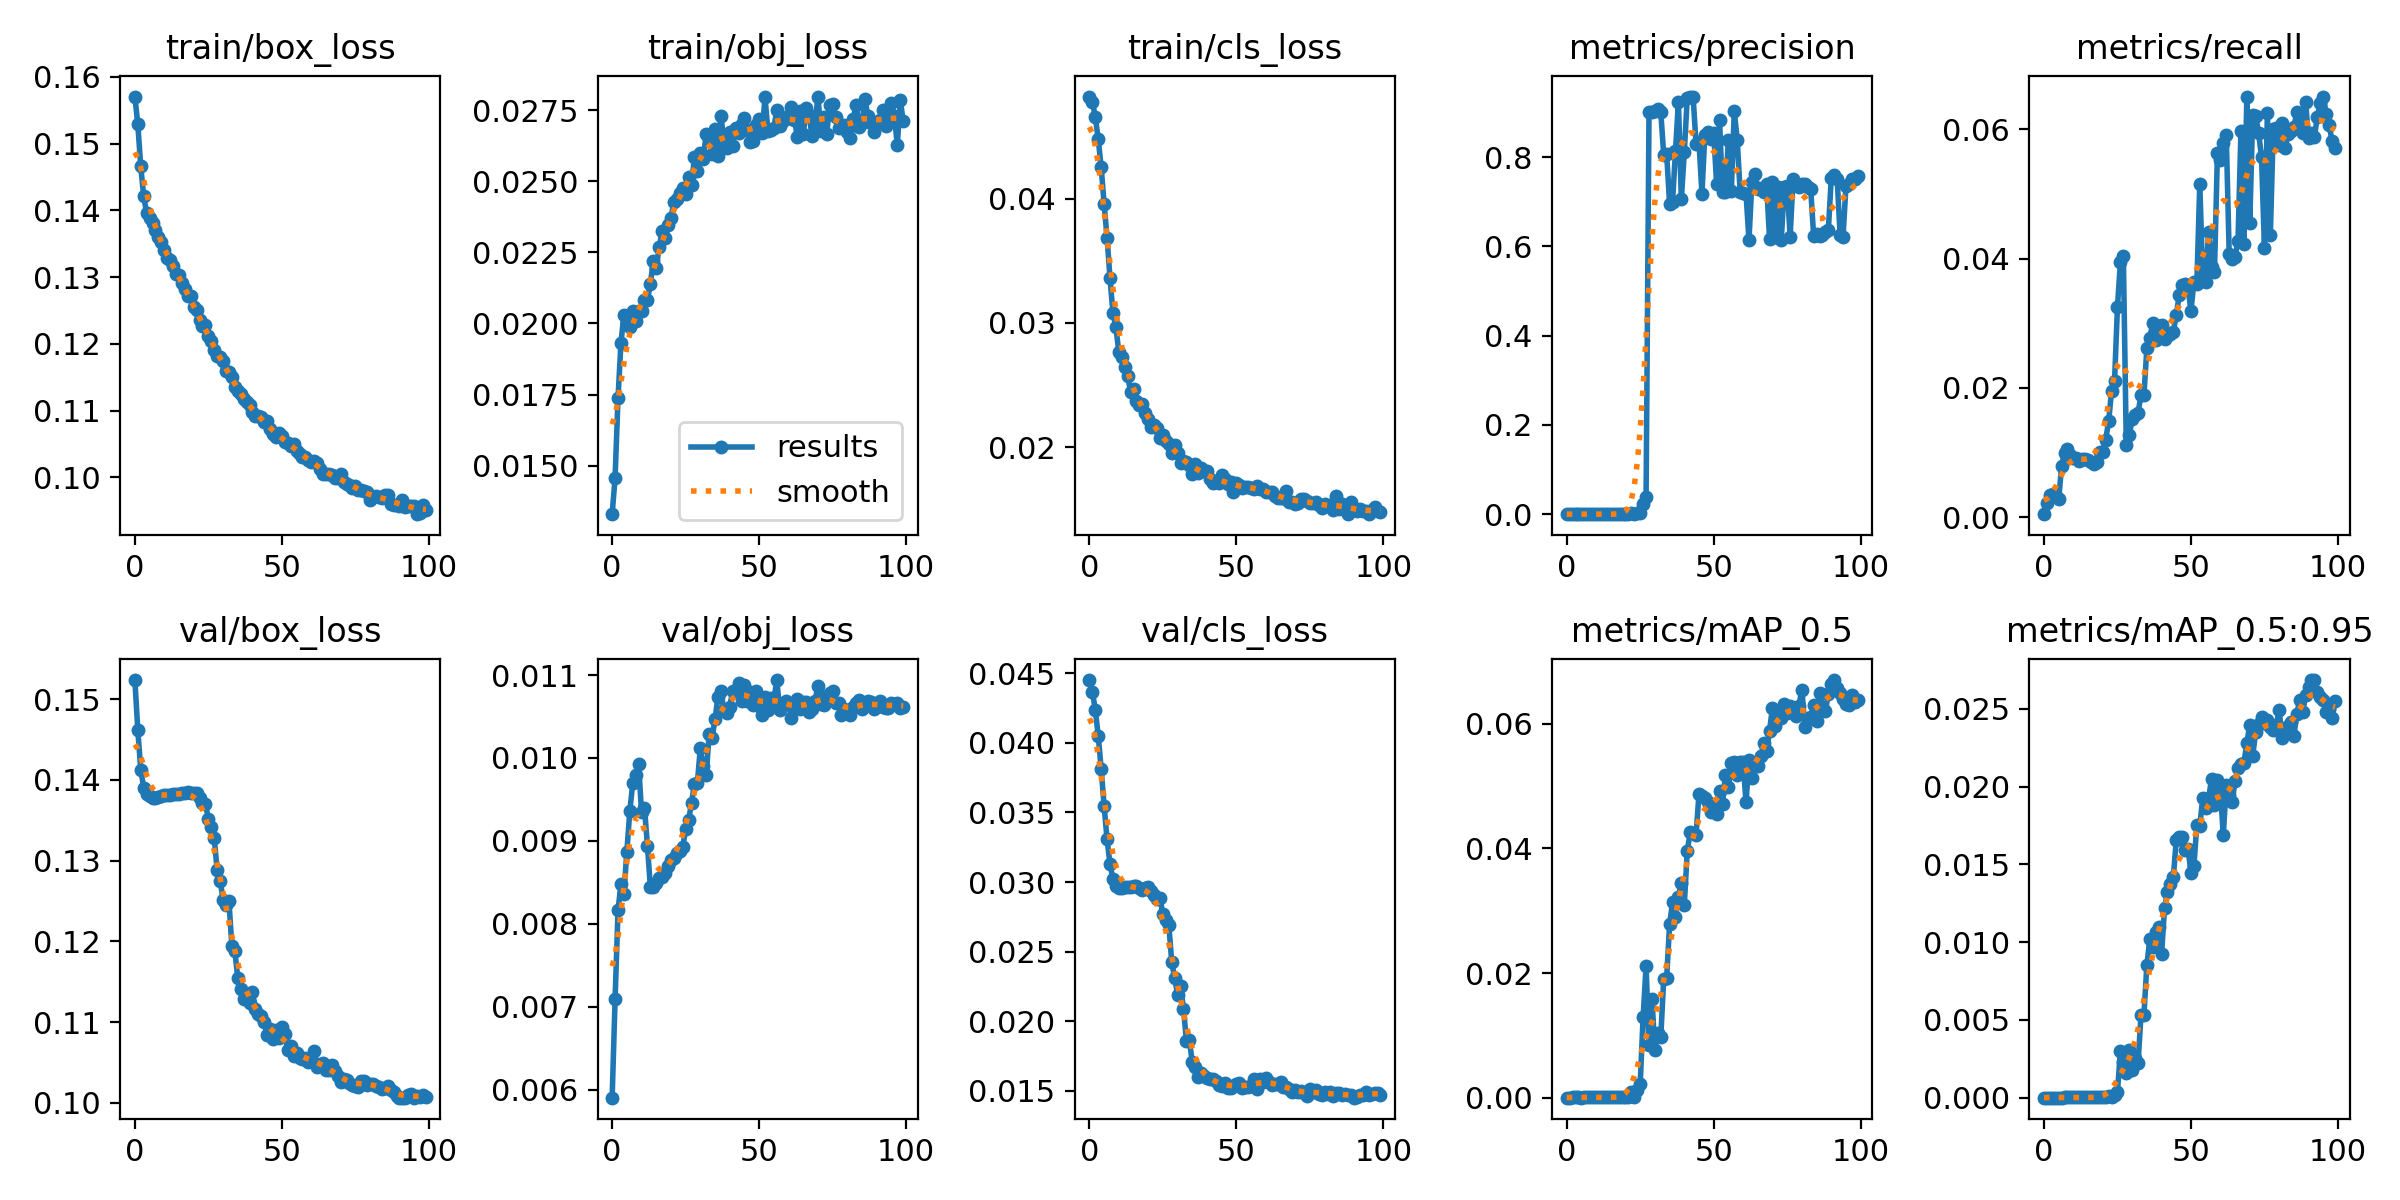 train/box_loss
0.16
0.15
0.14
0.13
0.12
0.11
0.10
0 50 100
train/obj_loss
0.0275
0.0250
0.0225
0.0200
0.0175
0.0150
results
smooth
0 50 100
train/cls_loss
0.04
0.03
0.02
0 50 100
metrics/precision
0.8
0.6
0.4
0.2
0.0
0 50 100
metrics/recall
0.06
0.04
0.02
0.00
0 50 100
val/box_loss
0.15
0.14
0.13
0.12
0.11
0.10
0 50 100
val/obj_loss
0.011
0.010
0.009
0.008
0.007
0.006
0 50 100
val/cls_loss
0.045
0.040
0.035
0.030
0.025
0.020
0.015
0 50 100
metrics/mAP_0.5
0.06
0.04
0.02
0.00
0 50 100
metrics/mAP_0.5:0.95
0.025
0.020
0.015
0.010
0.005
0.000
0 50 100